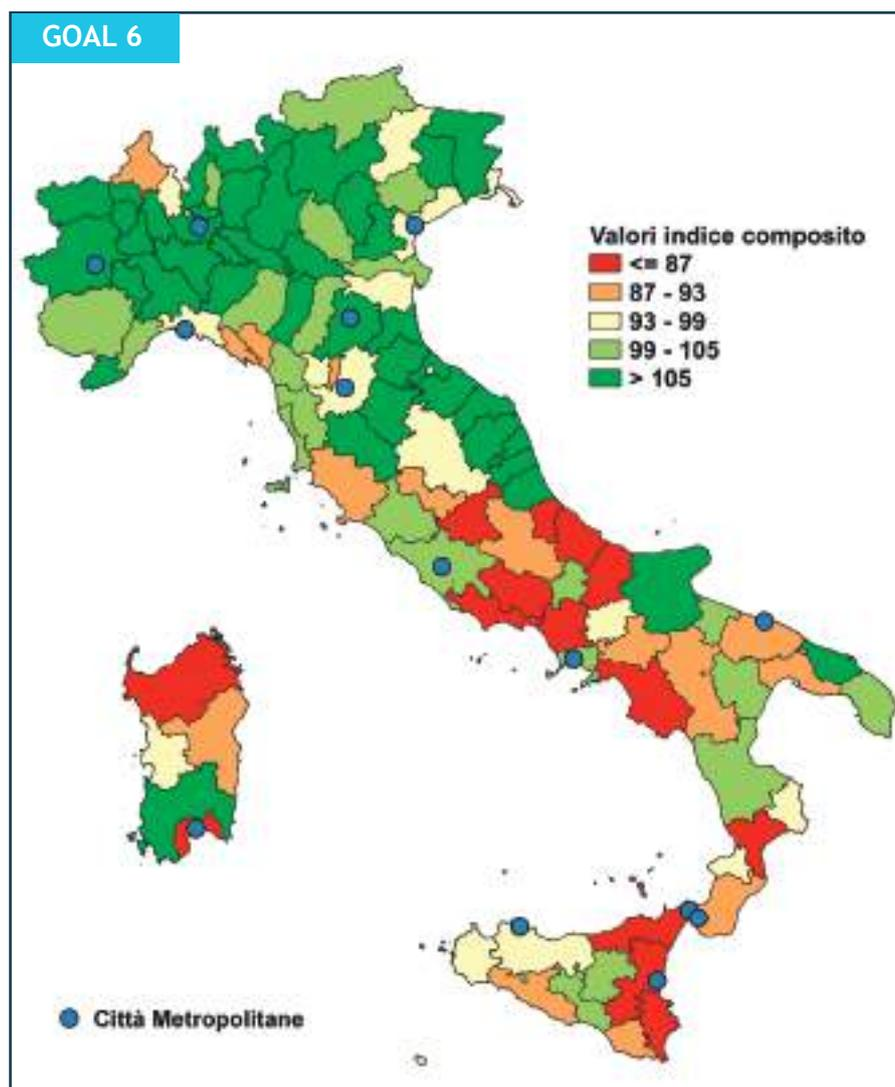 GOAL 6
Valori indice composito
<= 87
87 - 93
93 - 99
99 - 105
> 105
Città Metropolitane